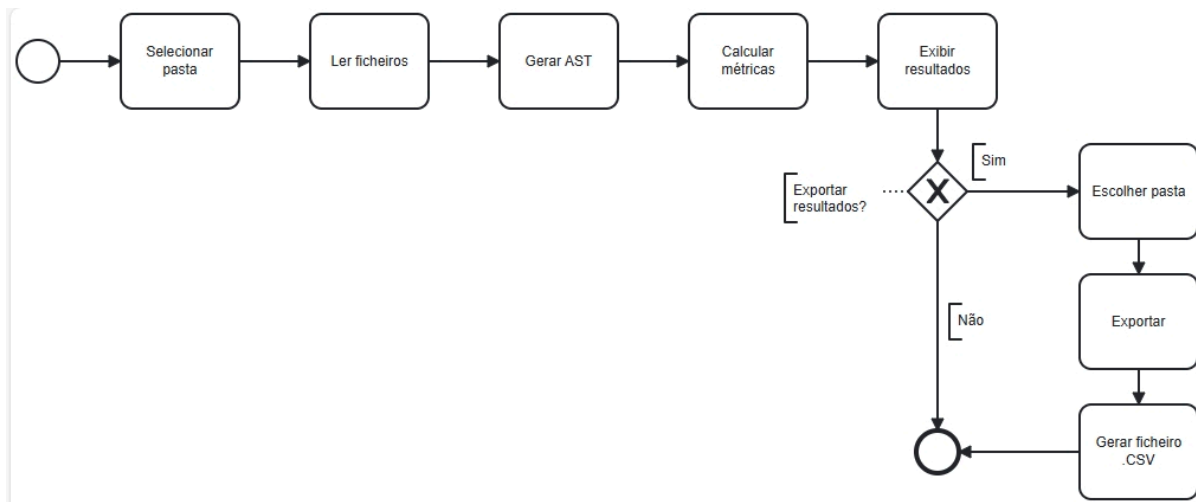 Selecionar
pasta
Ler ficheiros
Gerar AST
Calcular
métricas
Exibir
resultados
Sim
Exportar
resultados?
X
Escolher pasta
Não
Exportar
Gerar ficheiro
.CSV